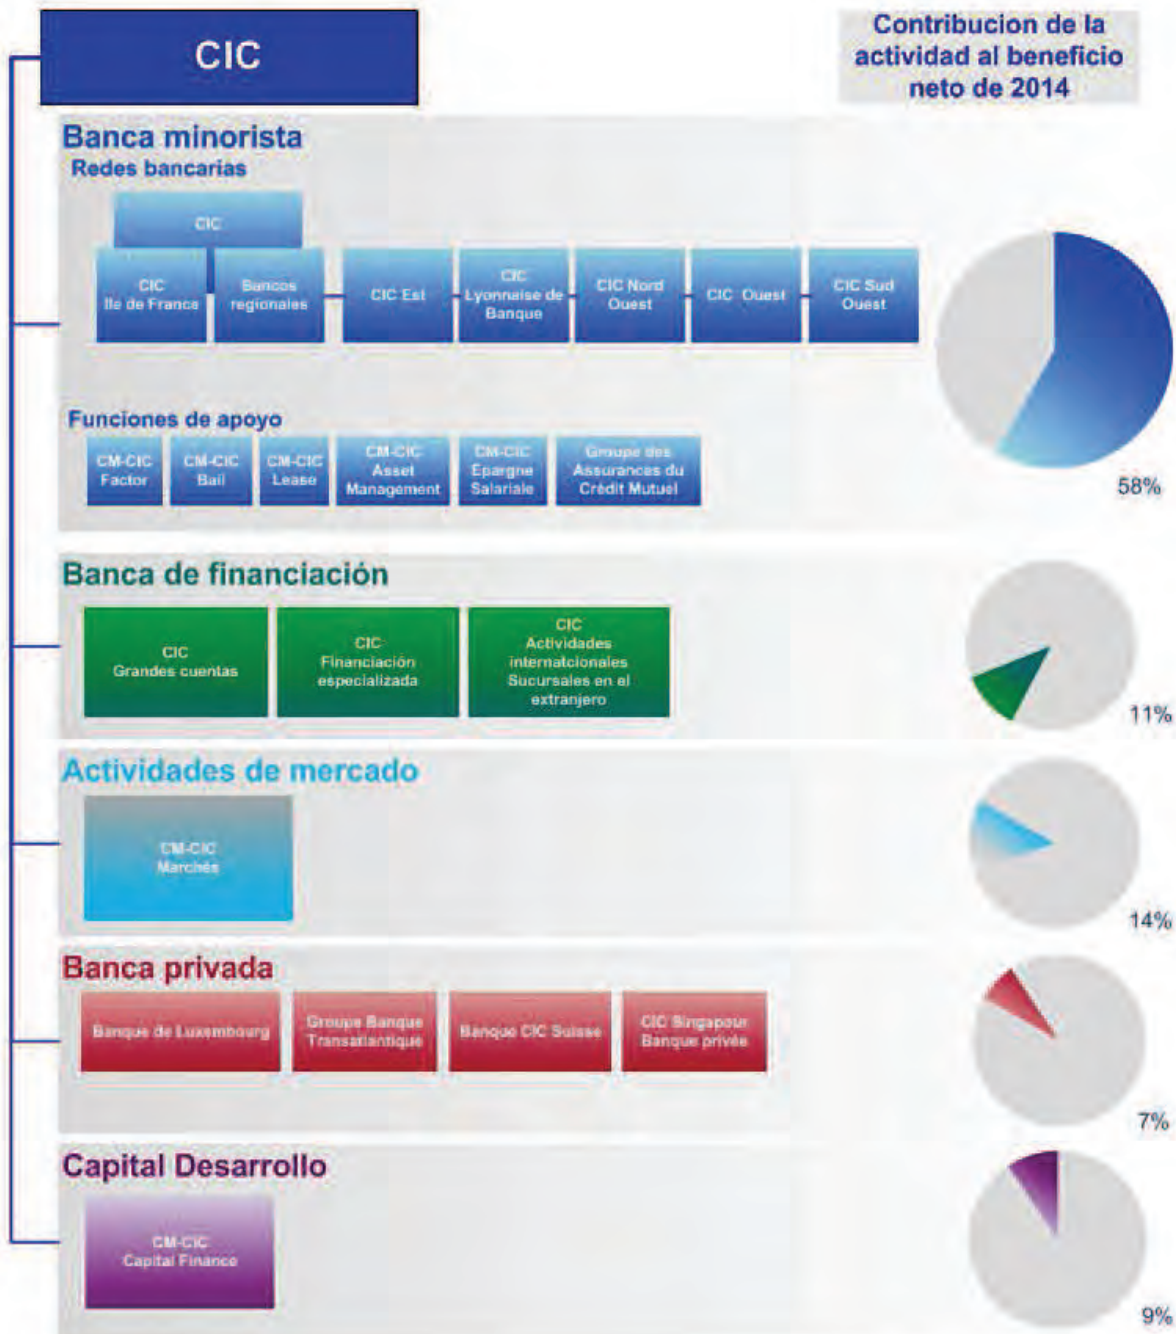 CIC
Contribucion de la
actividad al beneficio
neto de 2014
Banca minorista
Redes bancarias
CIC
CIC
Ile de France
Bancos
regionales
CIC Est
CIC
Lyonnaise de
Banque
CIC Nord
Ouest
CIC Ouest
CIC Sud
Ouest
58%
Funciones de apoyo
CM-CIC
Factor
CM-CIC
Bail
CM-CIC
Lease
CM-CIC
Asset
Management
CM-CIC
Epargne
Salariale
Groupe des
Assurances du
Crédit Mutuel
Banca de financiación
CIC
Grandes cuentas
CIC
Financiación
especializada
CIC
Actividades
internatcionales
Sucursales en el
extranjero
11%
Actividades de mercado
CM-CIC
Marchés
14%
Banca privada
Banque de Luxembourg
Groupe Banque
Transatlantique
Banque CIC Suisse
CIC Singapour
Banque privée
7%
Capital Desarrollo
CM-CIC
Capital Finance
9%